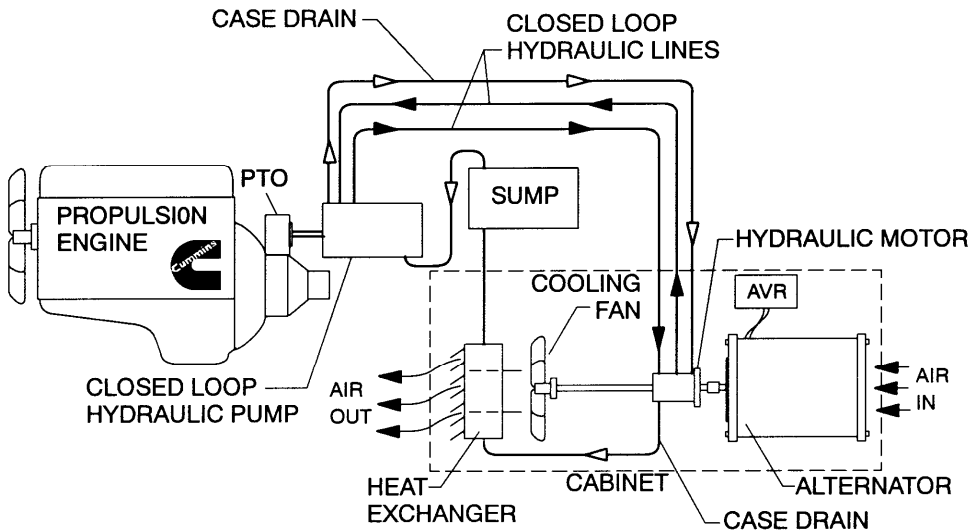 CASE DRAIN
CLOSED LOOP
HYDRAULIC LINES
PTO
SUMP
PROPULSION
ENGINE
Cummins
HYDRAULIC MOTOR
COOLING
FAN
AVR
CLOSED LOOP
HYDRAULIC PUMP
AIR
OUT
AIR
IN
HEAT
EXCHANGER
CABINET
ALTERNATOR
CASE DRAIN